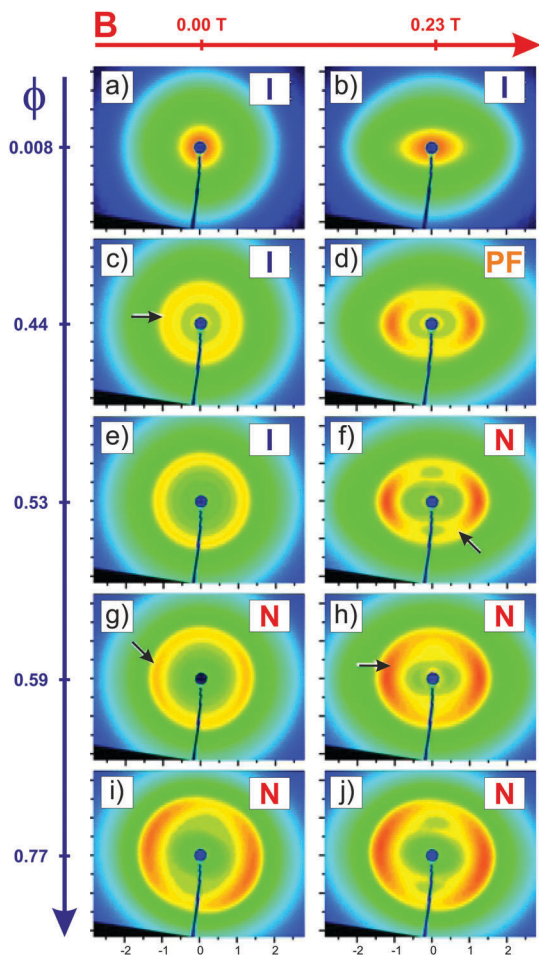 B
0.00 T 0.23 T
ϕ
0.008
a) I
b) I
0.44
c) I
d) PF
0.53
e) I
f) N
0.59
g) N
h) N
0.77
i) N
j) N
-2 -1 0 1 2 -2 -1 0 1 2